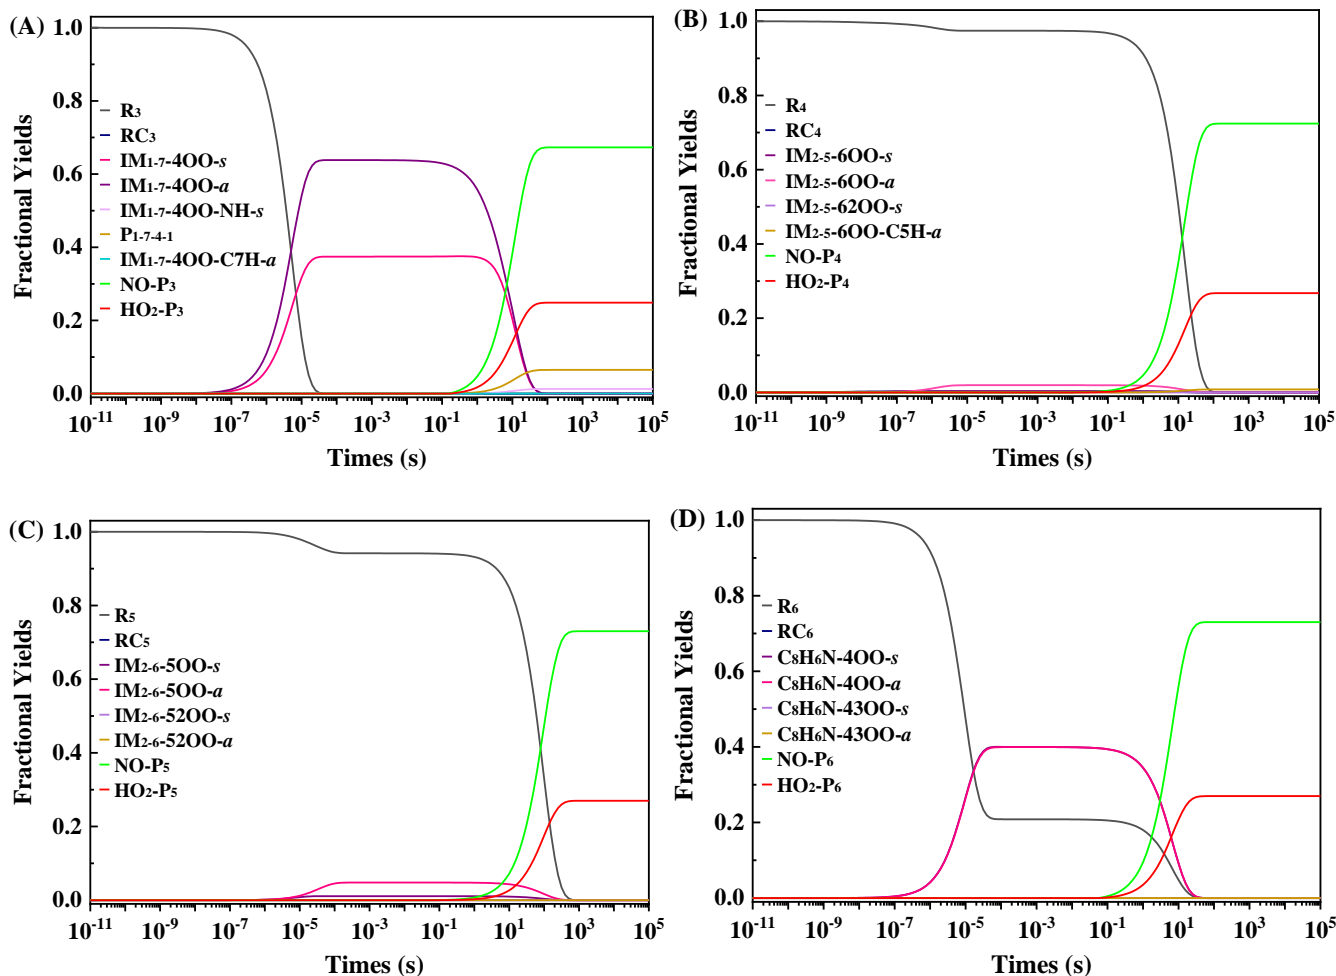 (A)
1.0
0.8
0.6
0.4
0.2
0.0
Fractional Yields
R3
RC3
IM1-7-4OO-s
IM1-7-4OO-a
IM1-7-4OO-NH-s
P1-7-4-1
IM1-7-4OO-C7H-a
NO-P3
HO2-P3
10-11 10-9 10-7 10-5 10-3 10-1 101 103 105
Times (s)
(B)
1.0
0.8
0.6
0.4
0.2
0.0
Fractional Yields
R4
RC4
IM2-5-6OO-s
IM2-5-6OO-a
IM2-5-62OO-s
IM2-5-6OO-C5H-a
NO-P4
HO2-P4
10-11 10-9 10-7 10-5 10-3 10-1 101 103 105
Times (s)
(C)
1.0
0.8
0.6
0.4
0.2
0.0
Fractional Yields
R5
RC5
IM2-6-5OO-s
IM2-6-5OO-a
IM2-6-52OO-s
IM2-6-52OO-a
NO-P5
HO2-P5
10-11 10-9 10-7 10-5 10-3 10-1 101 103 105
Times (s)
(D)
1.0
0.8
0.6
0.4
0.2
0.0
Fractional Yields
R6
RC6
C8H6N-4OO-s
C8H6N-4OO-a
C8H6N-43OO-s
C8H6N-43OO-a
NO-P6
HO2-P6
10-11 10-9 10-7 10-5 10-3 10-1 101 103 105
Times (s)